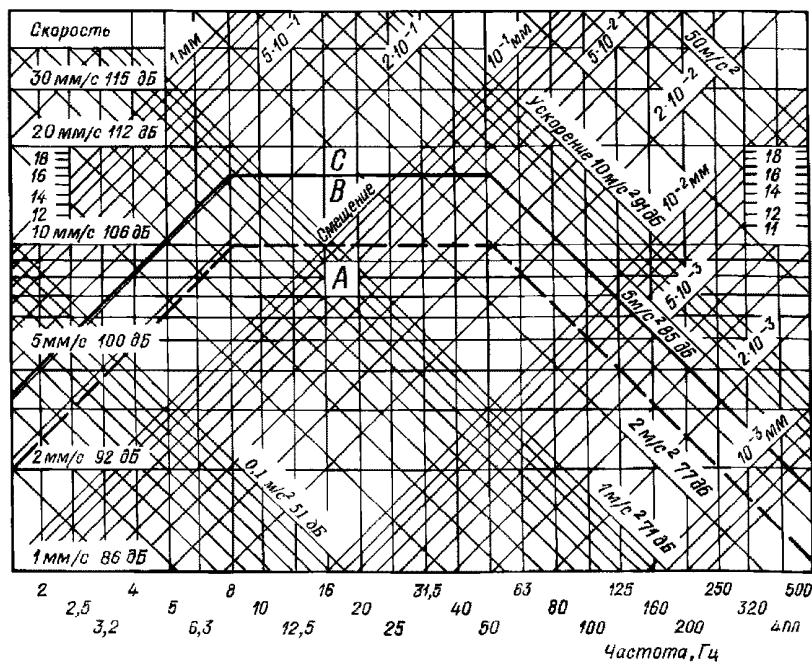 Скорость
30 мм/с 115 дБ
20 мм/с 112 дБ
18
16
14
12
10 мм/с 106 дБ
5 мм/с 100 дБ
2 мм/с 92 дБ
1 мм/с 86 дБ
1 мм
5·10⁻¹
2·10⁻¹
10⁻¹ мм
5·10⁻²
50 м/с²
2·10⁻²
Ускорение 10 м/с² 91 дБ
10⁻² мм
18
16
14
12
11
C
B
Смещение
A
5·10⁻³
5 м/с² 85 дБ
2·10⁻³
10⁻³ мм
2 м/с² 77 дБ
1 м/с² 71 дБ
0,1 м/с² 51 дБ
2 4 8 16 31,5 63 125 250 500
2,5 5 10 20 40 80 160 320
3,2 6,3 12,5 25 50 100 200 400
Частота, Гц